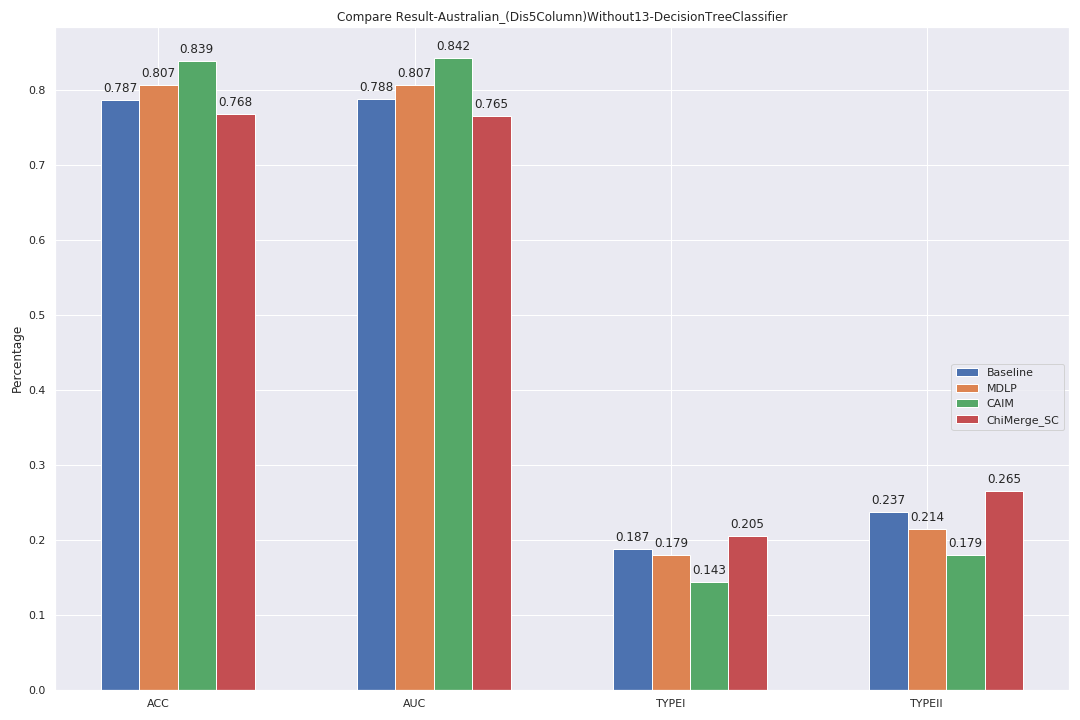 Compare Result-Australian_(Dis5Column)Without13-DecisionTreeClassifier
Percentage
0.8
0.7
0.6
0.5
0.4
0.3
0.2
0.1
0.0
0.787
0.807
0.839
0.768
0.788
0.807
0.842
0.765
0.187
0.179
0.143
0.205
0.237
0.214
0.179
0.265
Baseline
MDLP
CAIM
ChiMerge_SC
ACC
AUC
TYPEI
TYPEII